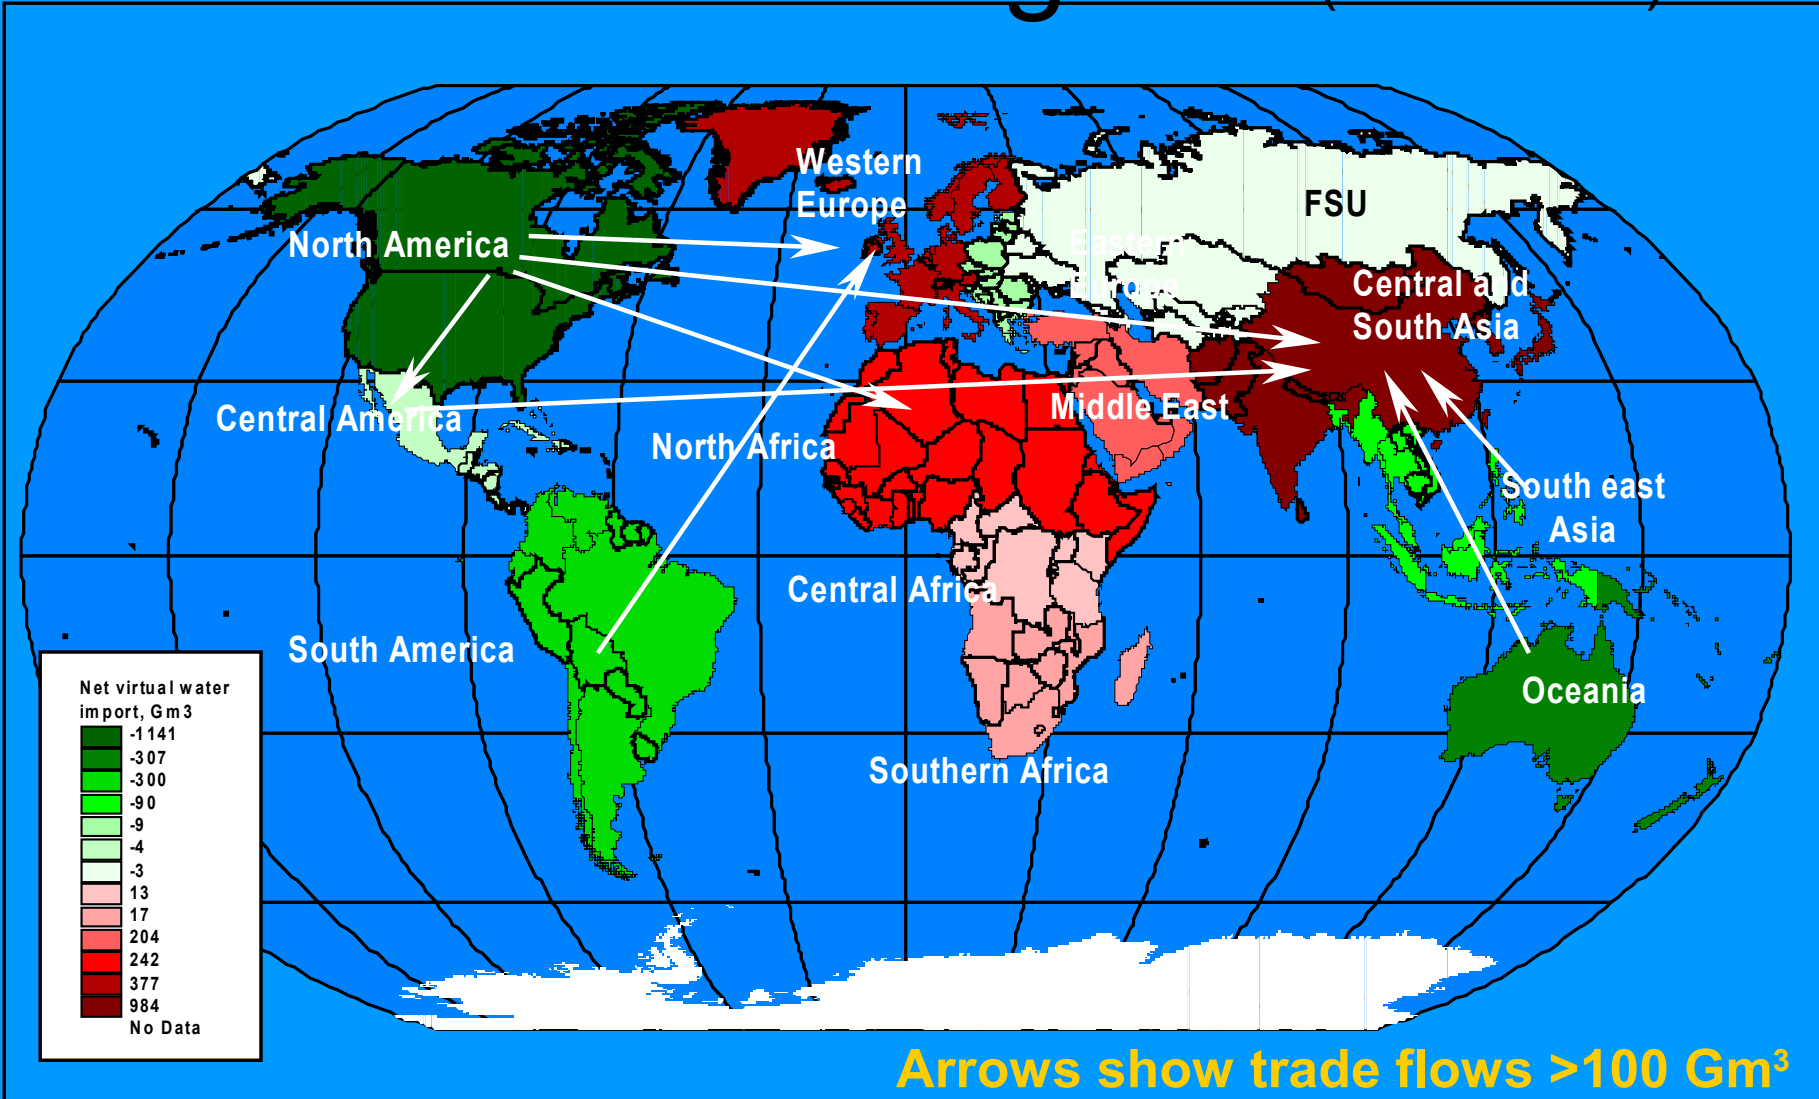 Western
Europe
FSU
North America
Eastern
Europe
Central and
South Asia
Central America
Middle East
North Africa
South east
Asia
Central Africa
South America
Oceania
Southern Africa
Net virtual water
import, Gm3
-1141
-307
-300
-90
-9
-4
-3
13
17
204
242
377
984
No Data
Arrows show trade flows >100 Gm³